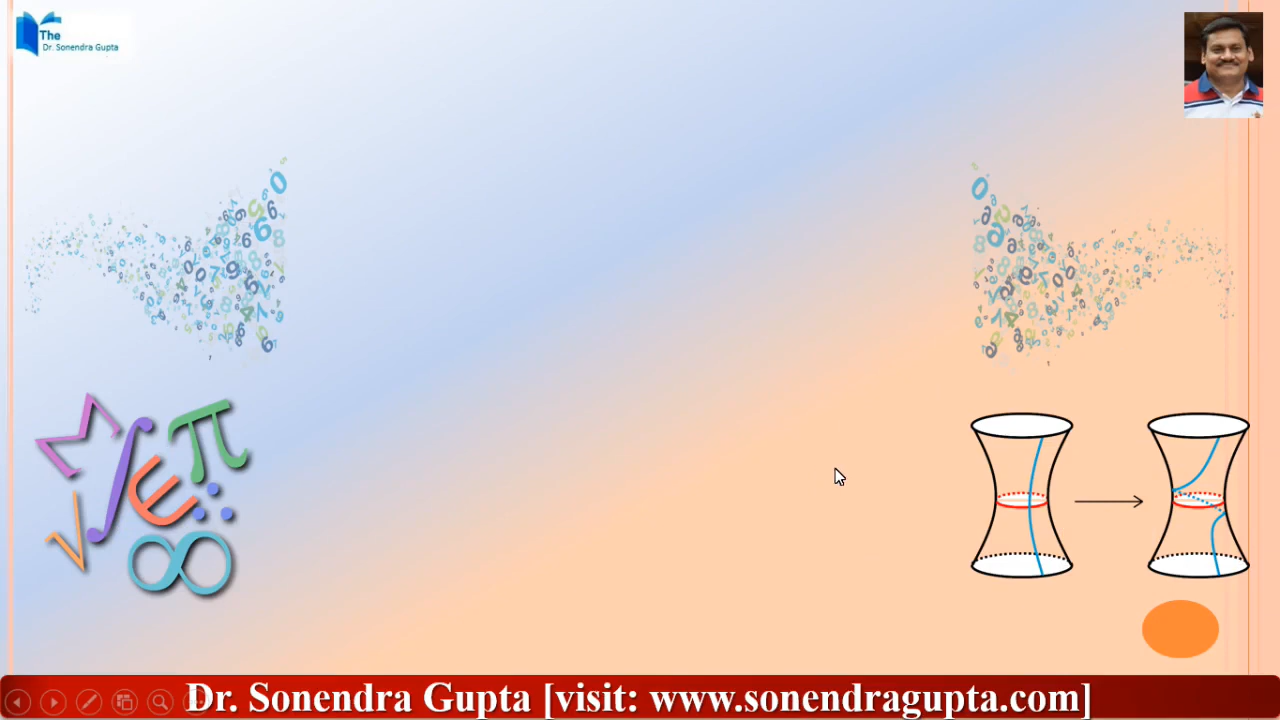 The
Dr. Sonendra Gupta
Σ ∫ π
∈ ∴
√ ∞
Dr. Sonendra Gupta [visit: www.sonendragupta.com]